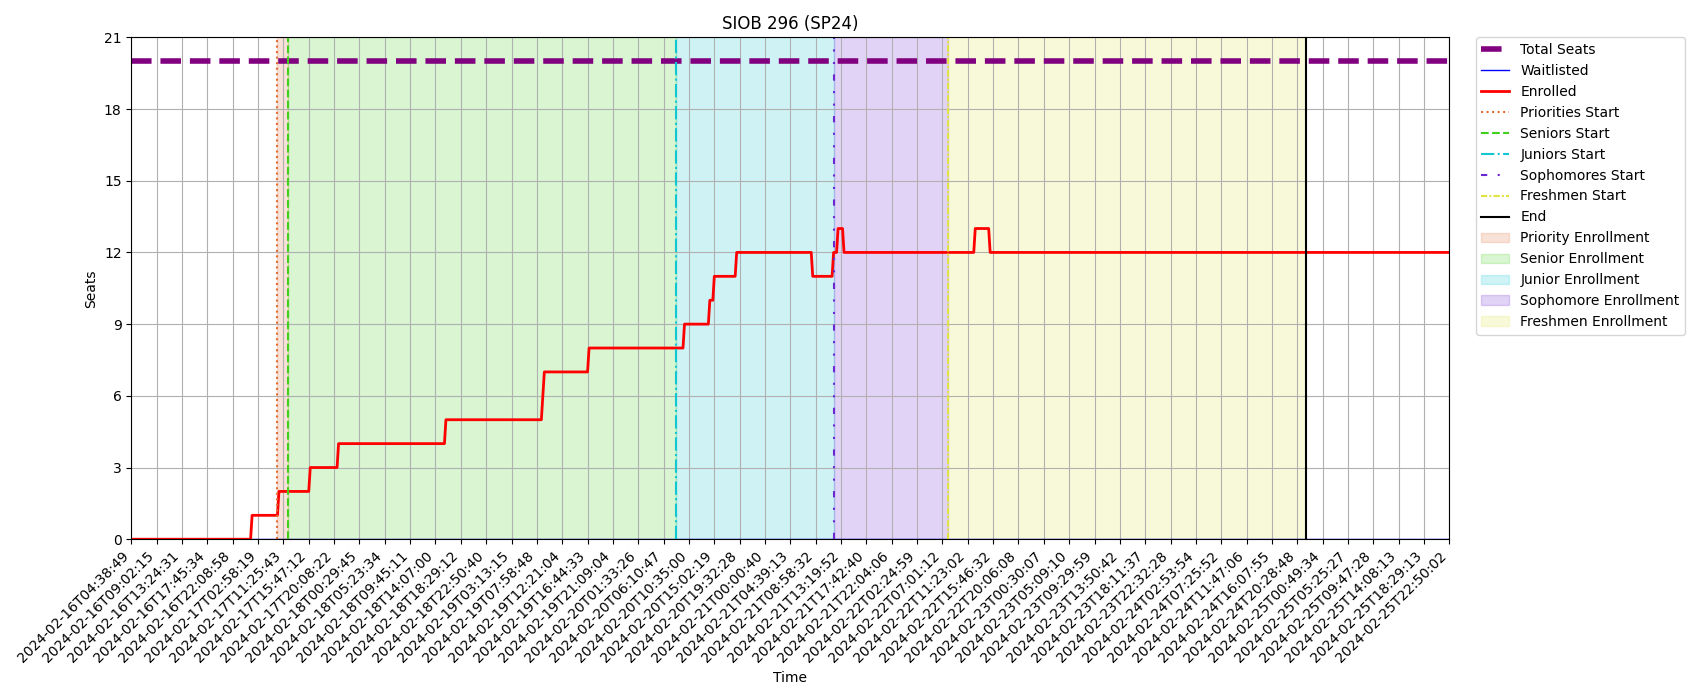 SIOB 296 (SP24)
Seats
21
18
15
12
9
6
3
0
2024-02-16T04:38:49
2024-02-16T09:02:15
2024-02-16T13:24:31
2024-02-16T17:45:34
2024-02-16T22:08:58
2024-02-17T02:58:19
2024-02-17T11:25:43
2024-02-17T15:47:12
2024-02-17T20:08:22
2024-02-18T00:29:45
2024-02-18T05:23:34
2024-02-18T09:45:11
2024-02-18T14:07:00
2024-02-18T18:29:12
2024-02-18T22:50:40
2024-02-19T03:13:15
2024-02-19T07:58:48
2024-02-19T12:21:04
2024-02-19T16:44:33
2024-02-19T21:09:04
2024-02-20T01:33:26
2024-02-20T06:10:47
2024-02-20T10:35:00
2024-02-20T15:02:19
2024-02-20T19:32:28
2024-02-21T00:00:40
2024-02-21T04:39:13
2024-02-21T08:58:32
2024-02-21T13:19:52
2024-02-21T17:42:40
2024-02-21T22:04:06
2024-02-22T02:24:59
2024-02-22T07:01:12
2024-02-22T11:23:02
2024-02-22T15:46:32
2024-02-22T20:06:08
2024-02-23T00:30:07
2024-02-23T05:09:10
2024-02-23T09:29:59
2024-02-23T13:50:42
2024-02-23T18:11:37
2024-02-23T22:32:28
2024-02-24T02:53:54
2024-02-24T07:25:52
2024-02-24T11:47:06
2024-02-24T16:07:55
2024-02-24T20:28:48
2024-02-25T00:49:34
2024-02-25T05:25:27
2024-02-25T09:47:28
2024-02-25T14:08:13
2024-02-25T18:29:13
2024-02-25T22:50:02
Time
Total Seats
Waitlisted
Enrolled
Priorities Start
Seniors Start
Juniors Start
Sophomores Start
Freshmen Start
End
Priority Enrollment
Senior Enrollment
Junior Enrollment
Sophomore Enrollment
Freshmen Enrollment